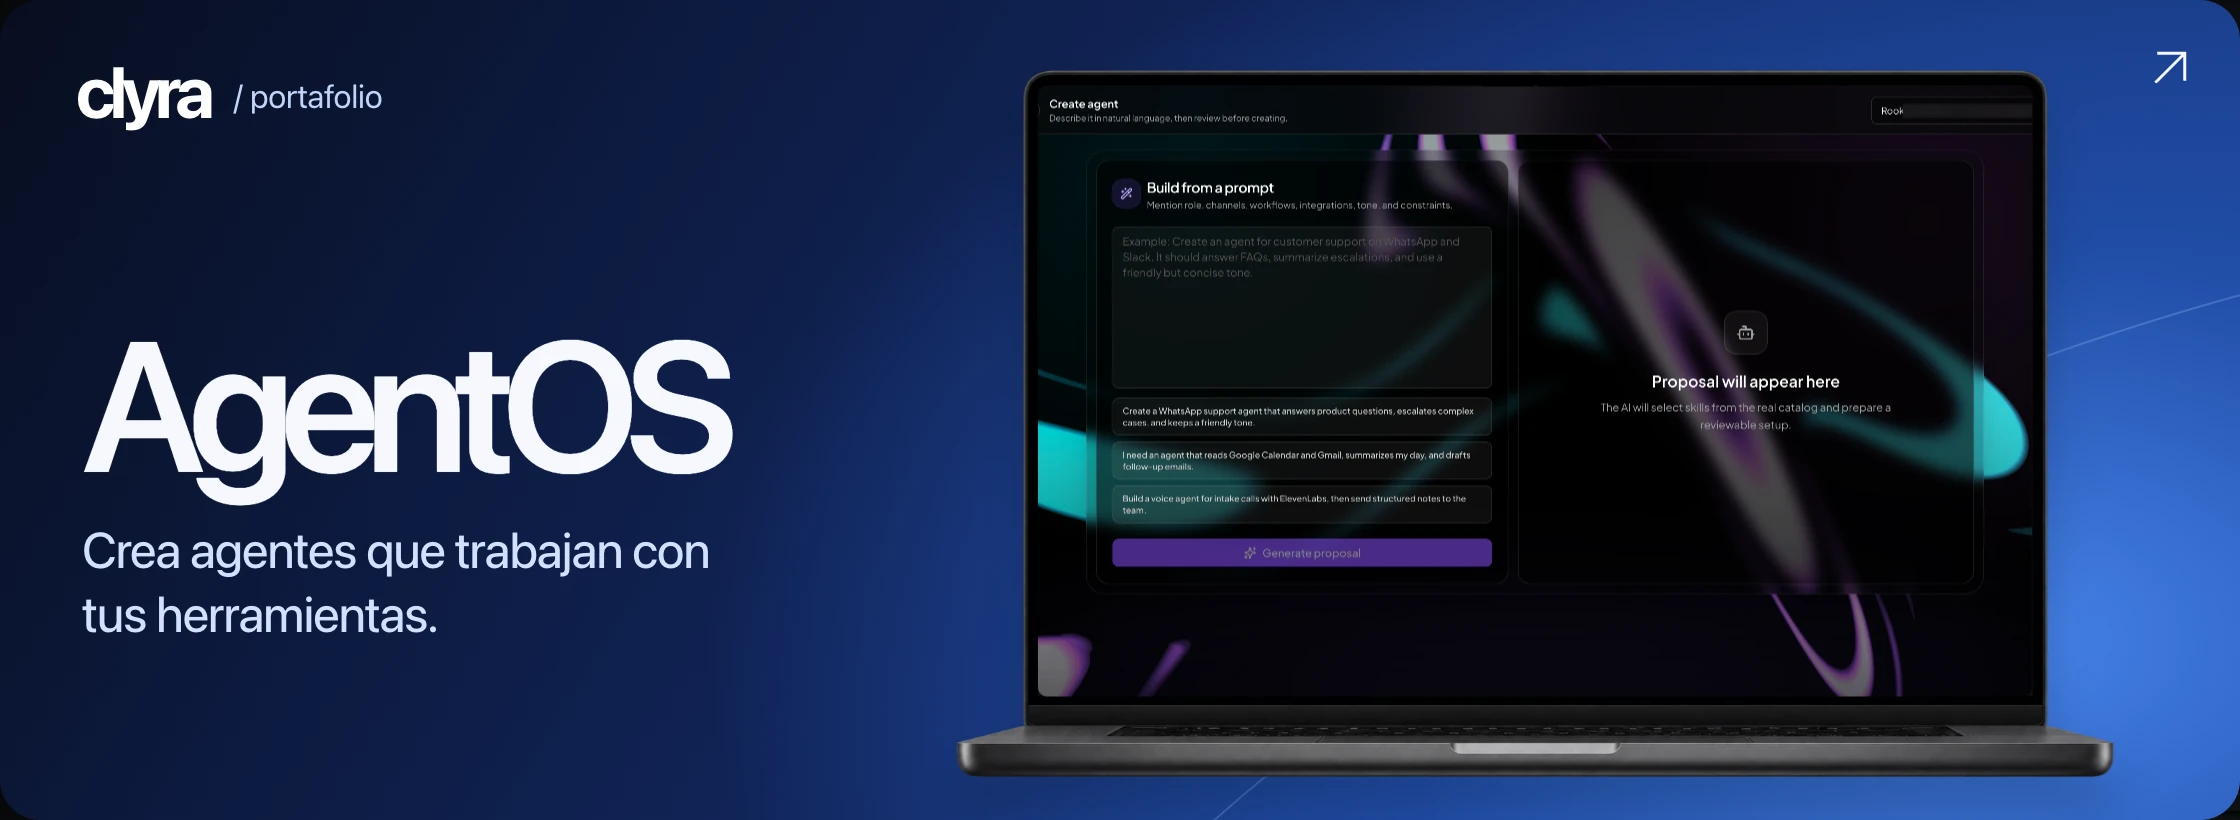 clyra / portafolio
AgentOS
Crea agentes que trabajan con
tus herramientas.
Create agent
Describe it in natural language, then review before creating.
Rook
Build from a prompt
Mention role, channels, workflows, integrations, tone, and constraints.
Example: Create an agent for customer support on WhatsApp and
Slack. It should answer FAQs, summarize escalations, and use a
friendly but concise tone.
Create a WhatsApp support agent that answers product questions, escalates complex
cases, and keeps a friendly tone.
I need an agent that reads Google Calendar and Gmail, summarizes my day, and drafts
follow-up emails.
Build a voice agent for intake calls with ElevenLabs, then send structured notes to the
team.
Generate proposal
Proposal will appear here
The AI will select skills from the real catalog and prepare a
reviewable setup.